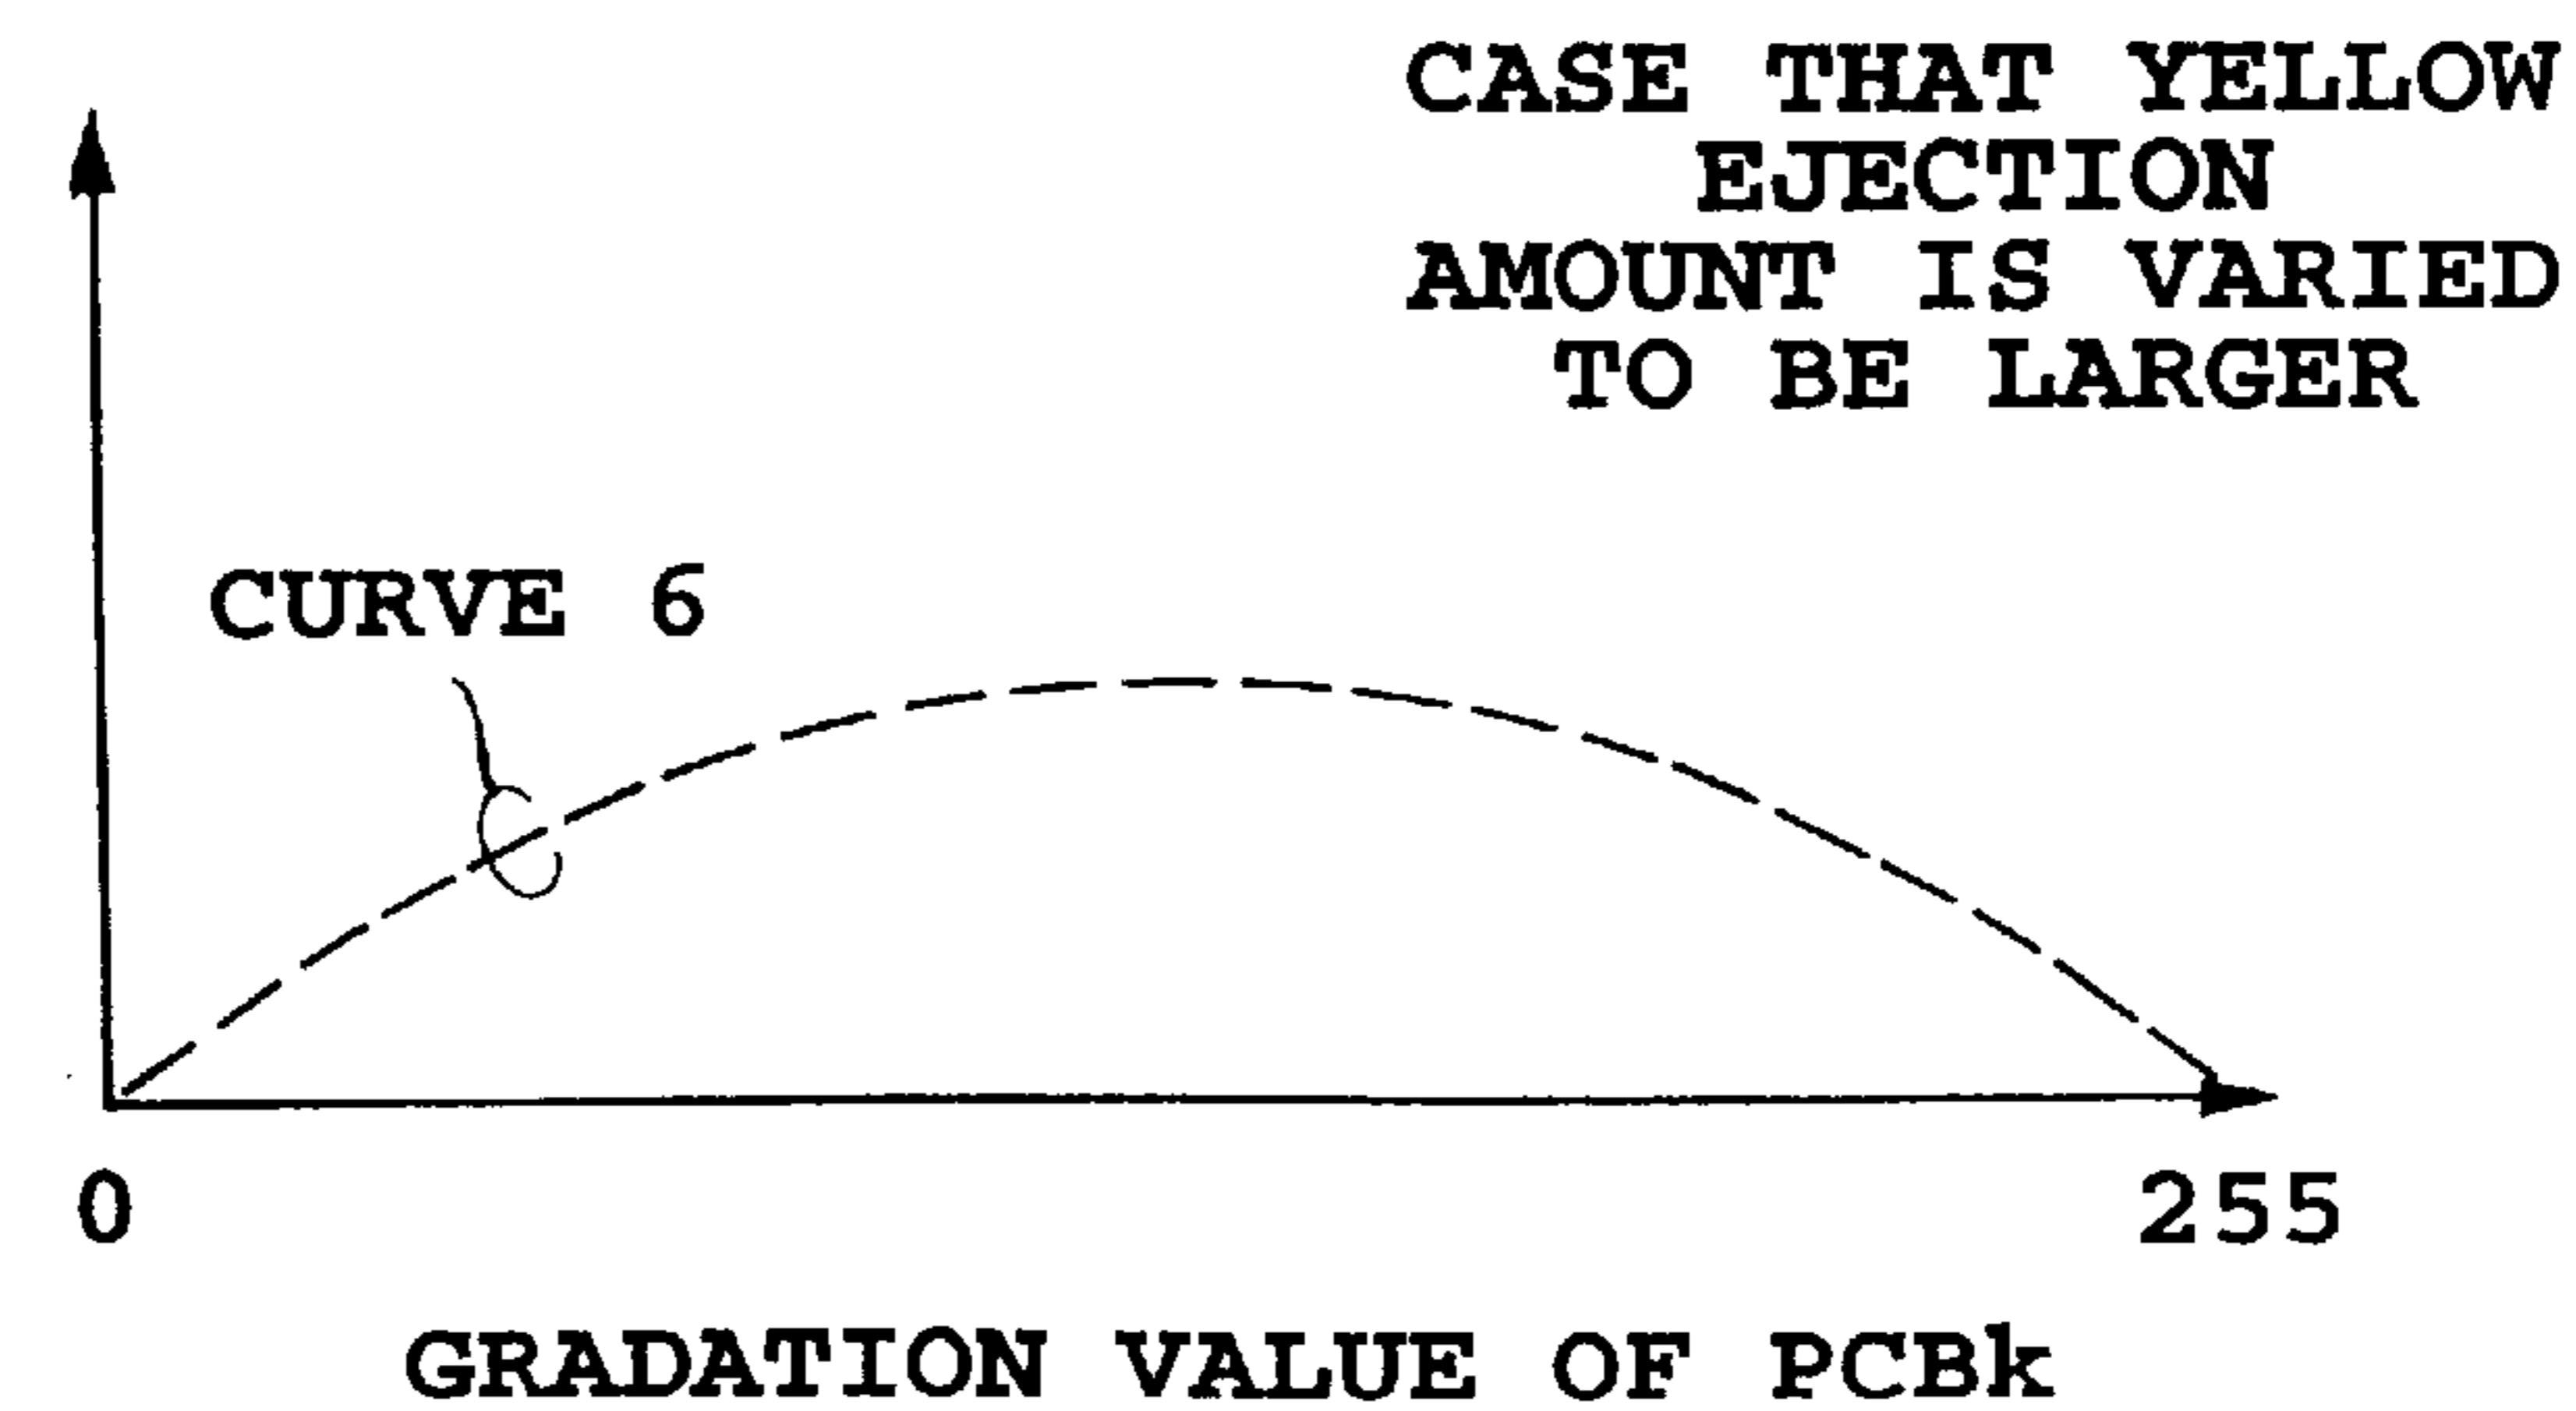 CASE THAT YELLOW
EJECTION
AMOUNT IS VARIED
TO BE LARGER
CURVE 6
0
255
GRADATION VALUE OF PCBk